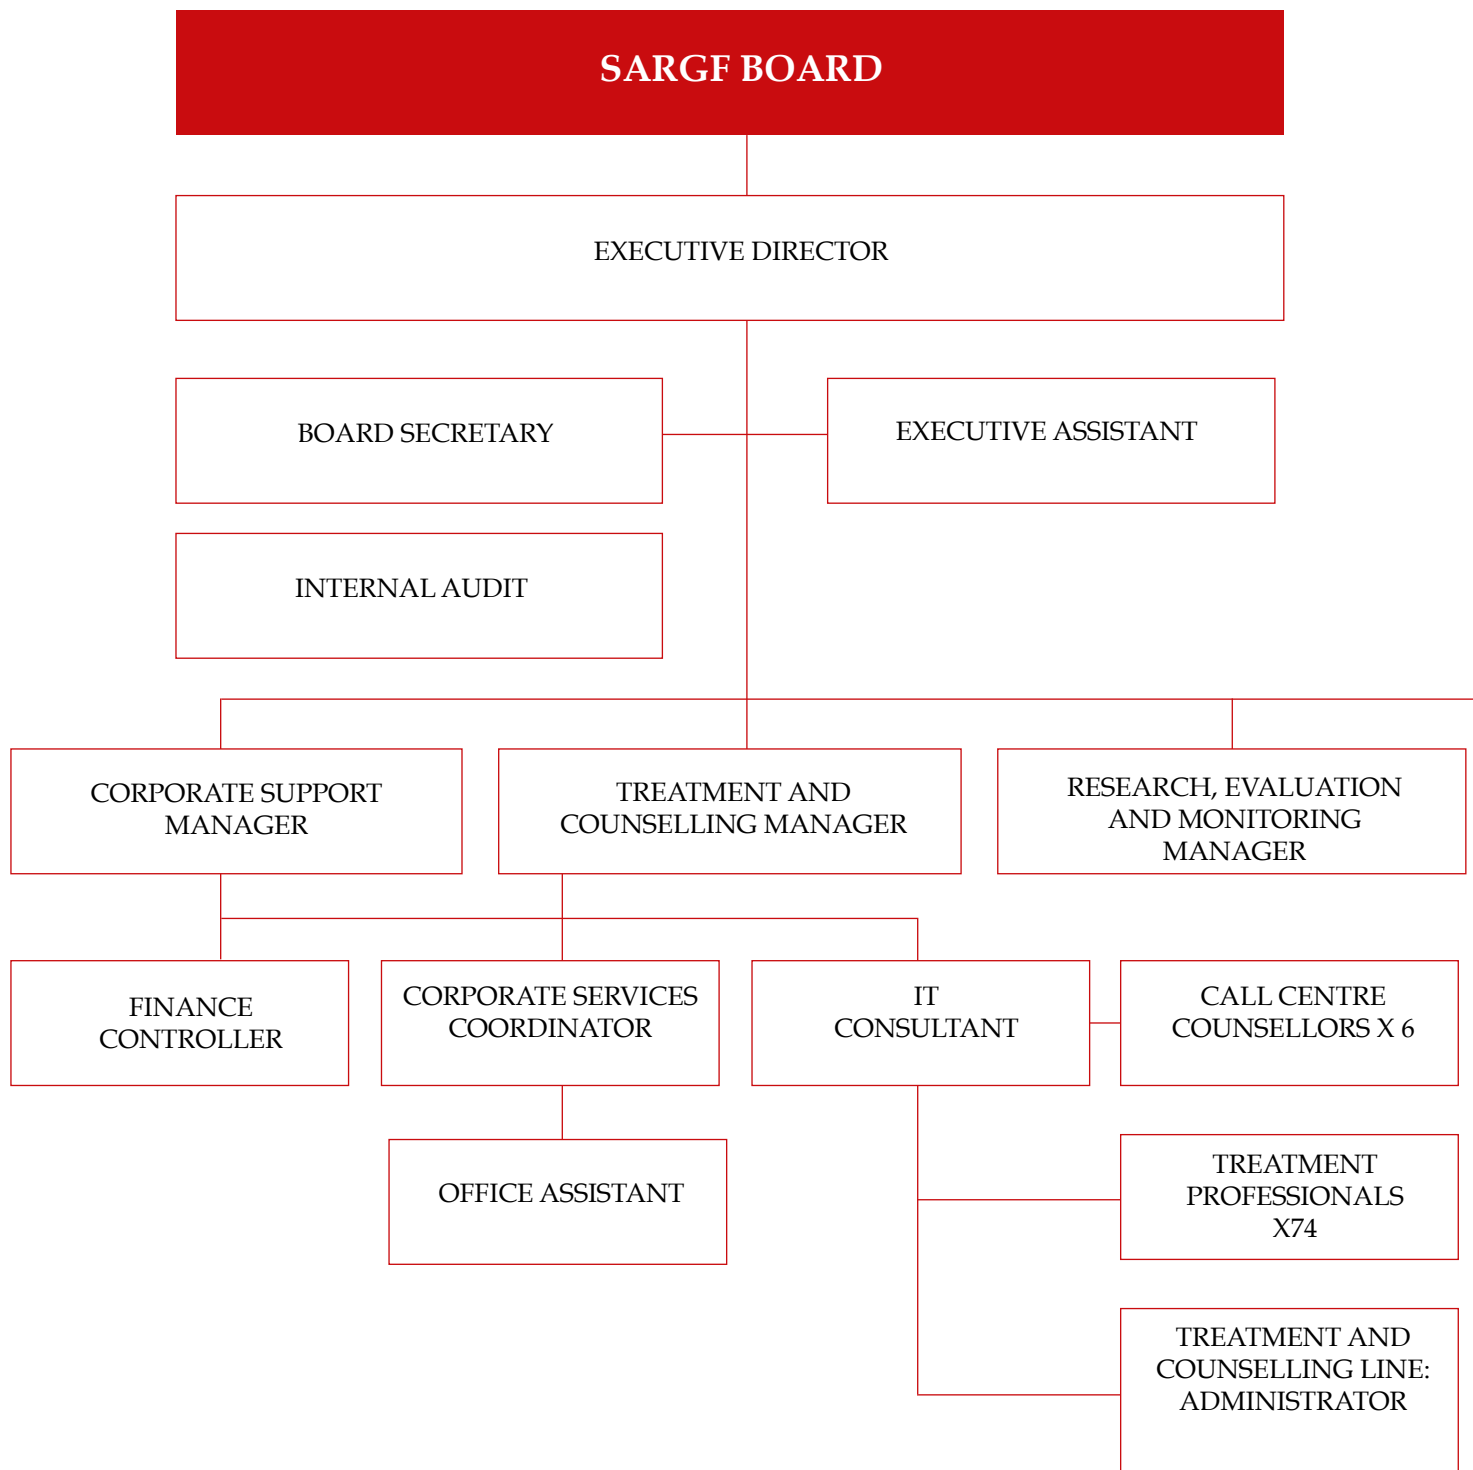 SARGF BOARD
EXECUTIVE DIRECTOR
BOARD SECRETARY
EXECUTIVE ASSISTANT
INTERNAL AUDIT
CORPORATE SUPPORT
MANAGER
TREATMENT AND
COUNSELLING MANAGER
RESEARCH, EVALUATION
AND MONITORING
MANAGER
FINANCE
CONTROLLER
CORPORATE SERVICES
COORDINATOR
IT
CONSULTANT
CALL CENTRE
COUNSELLORS X 6
OFFICE ASSISTANT
TREATMENT
PROFESSIONALS
X74
TREATMENT AND
COUNSELLING LINE:
ADMINISTRATOR